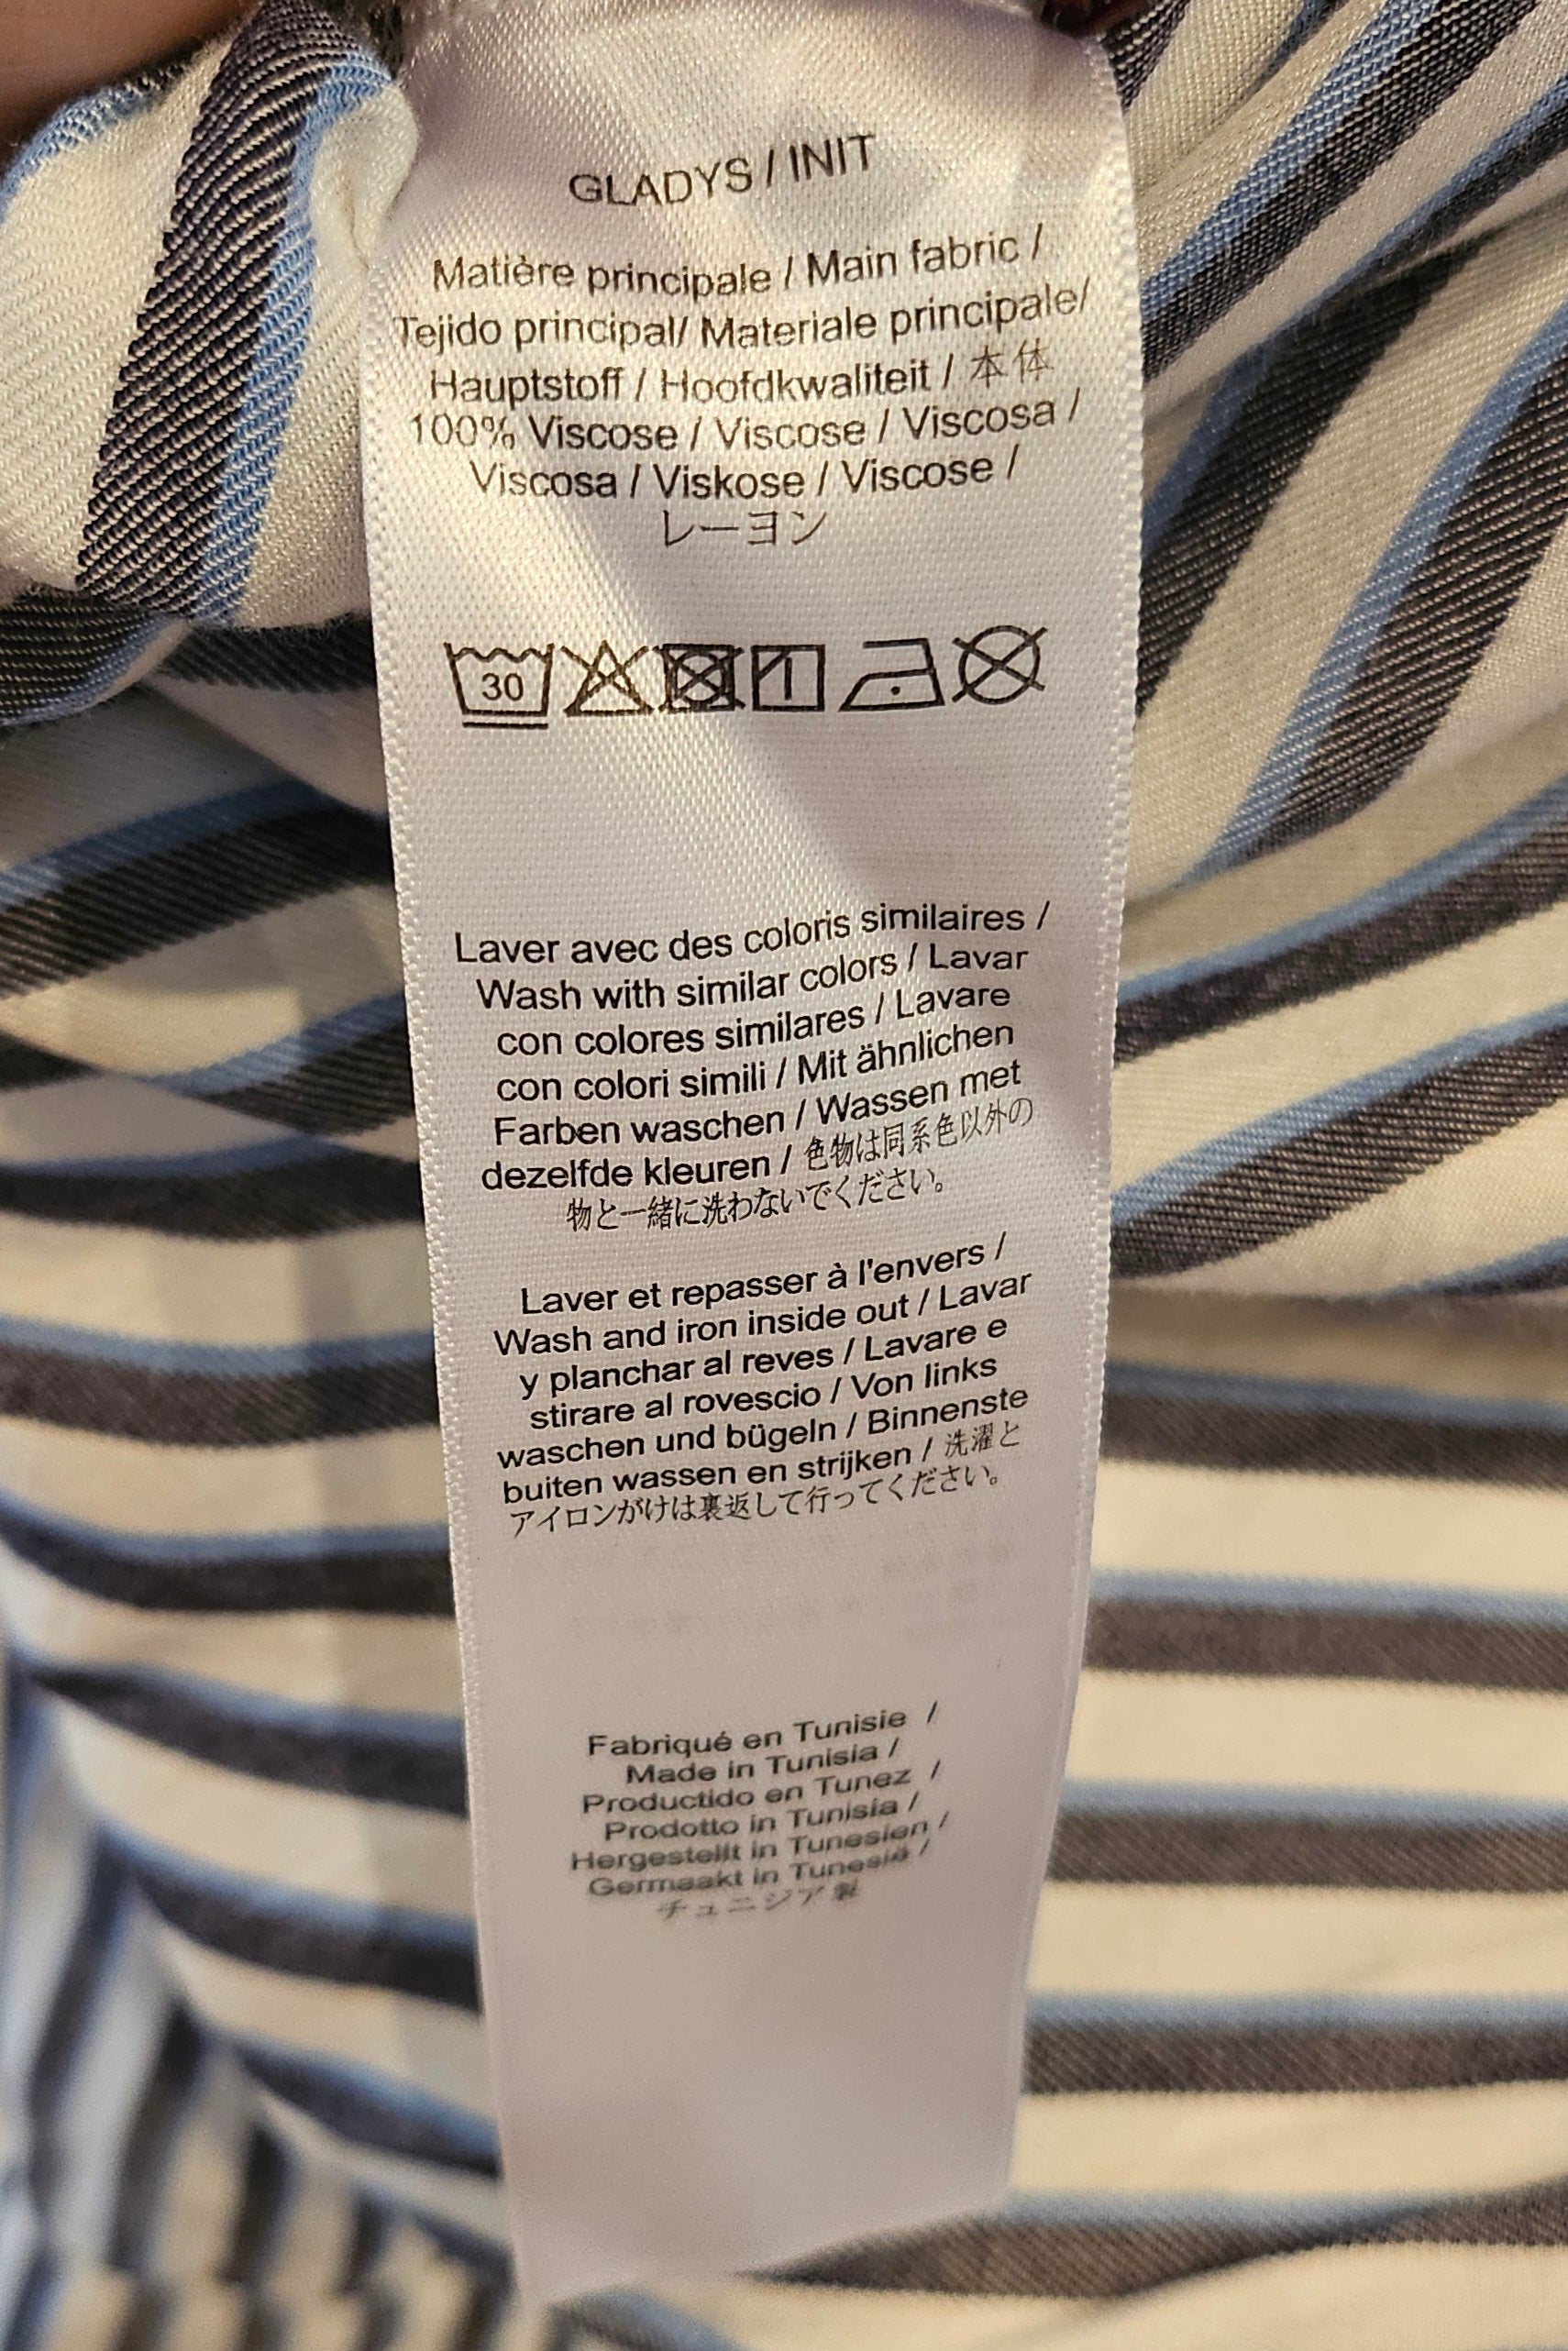 GLADYS / INIT
Matière principale / Main fabric /
Tejido principal/ Materiale principale/
Hauptstoff / Hoofdkwaliteit / 本体
100% Viscose / Viscose / Viscosa /
Viscosa / Viskose / Viscose /
レーヨン
30
Laver avec des coloris similaires /
Wash with similar colors / Lavar
con colores similares / Lavare
con colori simili / Mit ähnlichen
Farben waschen / Wassen met
dezelfde kleuren / 色物は同系色以外の
物と一緒に洗わないでください。
Laver et repasser à l'envers /
Wash and iron inside out / Lavar
y planchar al reves / Lavare e
stirare al rovescio / Von links
waschen und bügeln / Binnenste
buiten wassen en strijken / 洗濯と
アイロンがけは裏返して行ってください。
Fabriqué en Tunisie /
Made in Tunisia /
Productido en Tunez /
Prodotto in Tunisia /
Hergestellt in Tunesien /
Germaakt in Tunesië /
チュニジア製